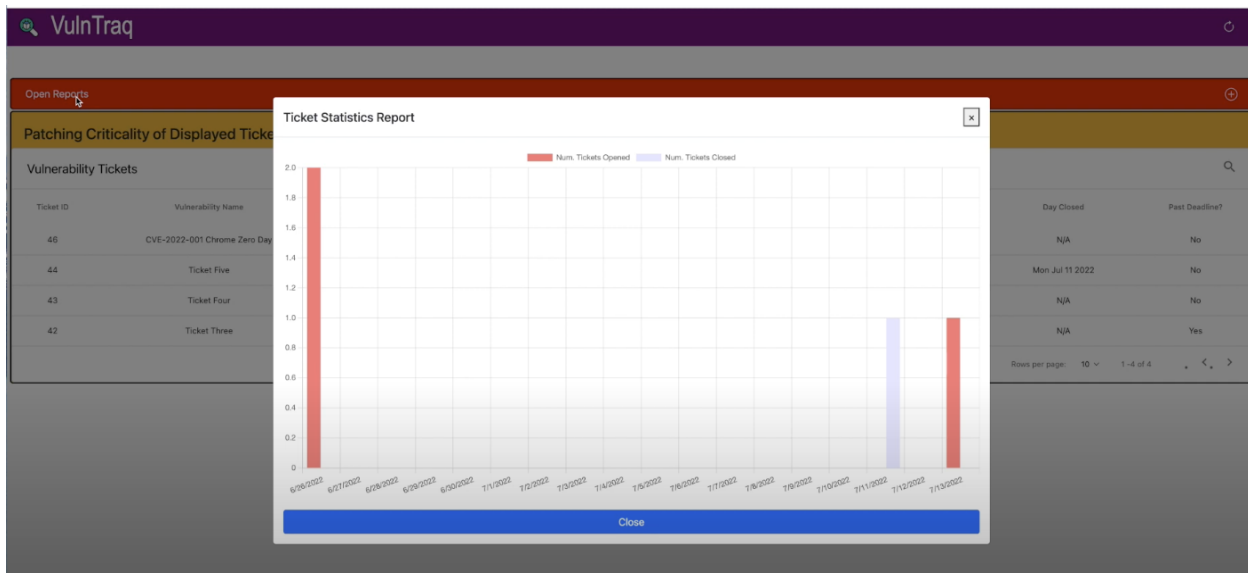 VulnTraq
Open Reports
Patching Criticality of Displayed Ticke
Vulnerability Tickets
Ticket ID Vulnerability Name Day Closed Past Deadline?
46 CVE-2022-001 Chrome Zero Day N/A No
44 Ticket Five Mon Jul 11 2022 No
43 Ticket Four N/A No
42 Ticket Three N/A Yes
Rows per page: 10 1-4 of 4
Ticket Statistics Report
x
Num. Tickets Opened Num. Tickets Closed
2.0
1.8
1.6
1.4
1.2
1.0
0.8
0.6
0.4
0.2
0
6/26/2022 6/27/2022 6/28/2022 6/29/2022 6/30/2022 7/1/2022 7/2/2022 7/3/2022 7/4/2022 7/5/2022 7/6/2022 7/7/2022 7/8/2022 7/9/2022 7/10/2022 7/11/2022 7/12/2022 7/13/2022
Close